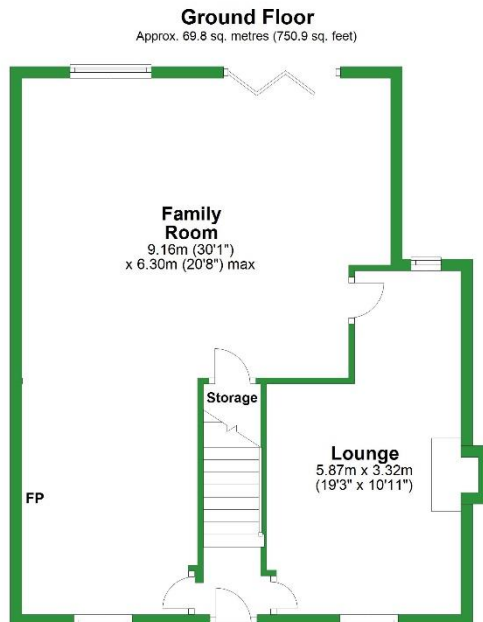 Ground Floor
Approx. 69.8 sq. metres (750.9 sq. feet)
Family
Room
9.16m (30'1")
x 6.30m (20'8") max
Storage
Lounge
5.87m x 3.32m
(19'3" x 10'11")
FP